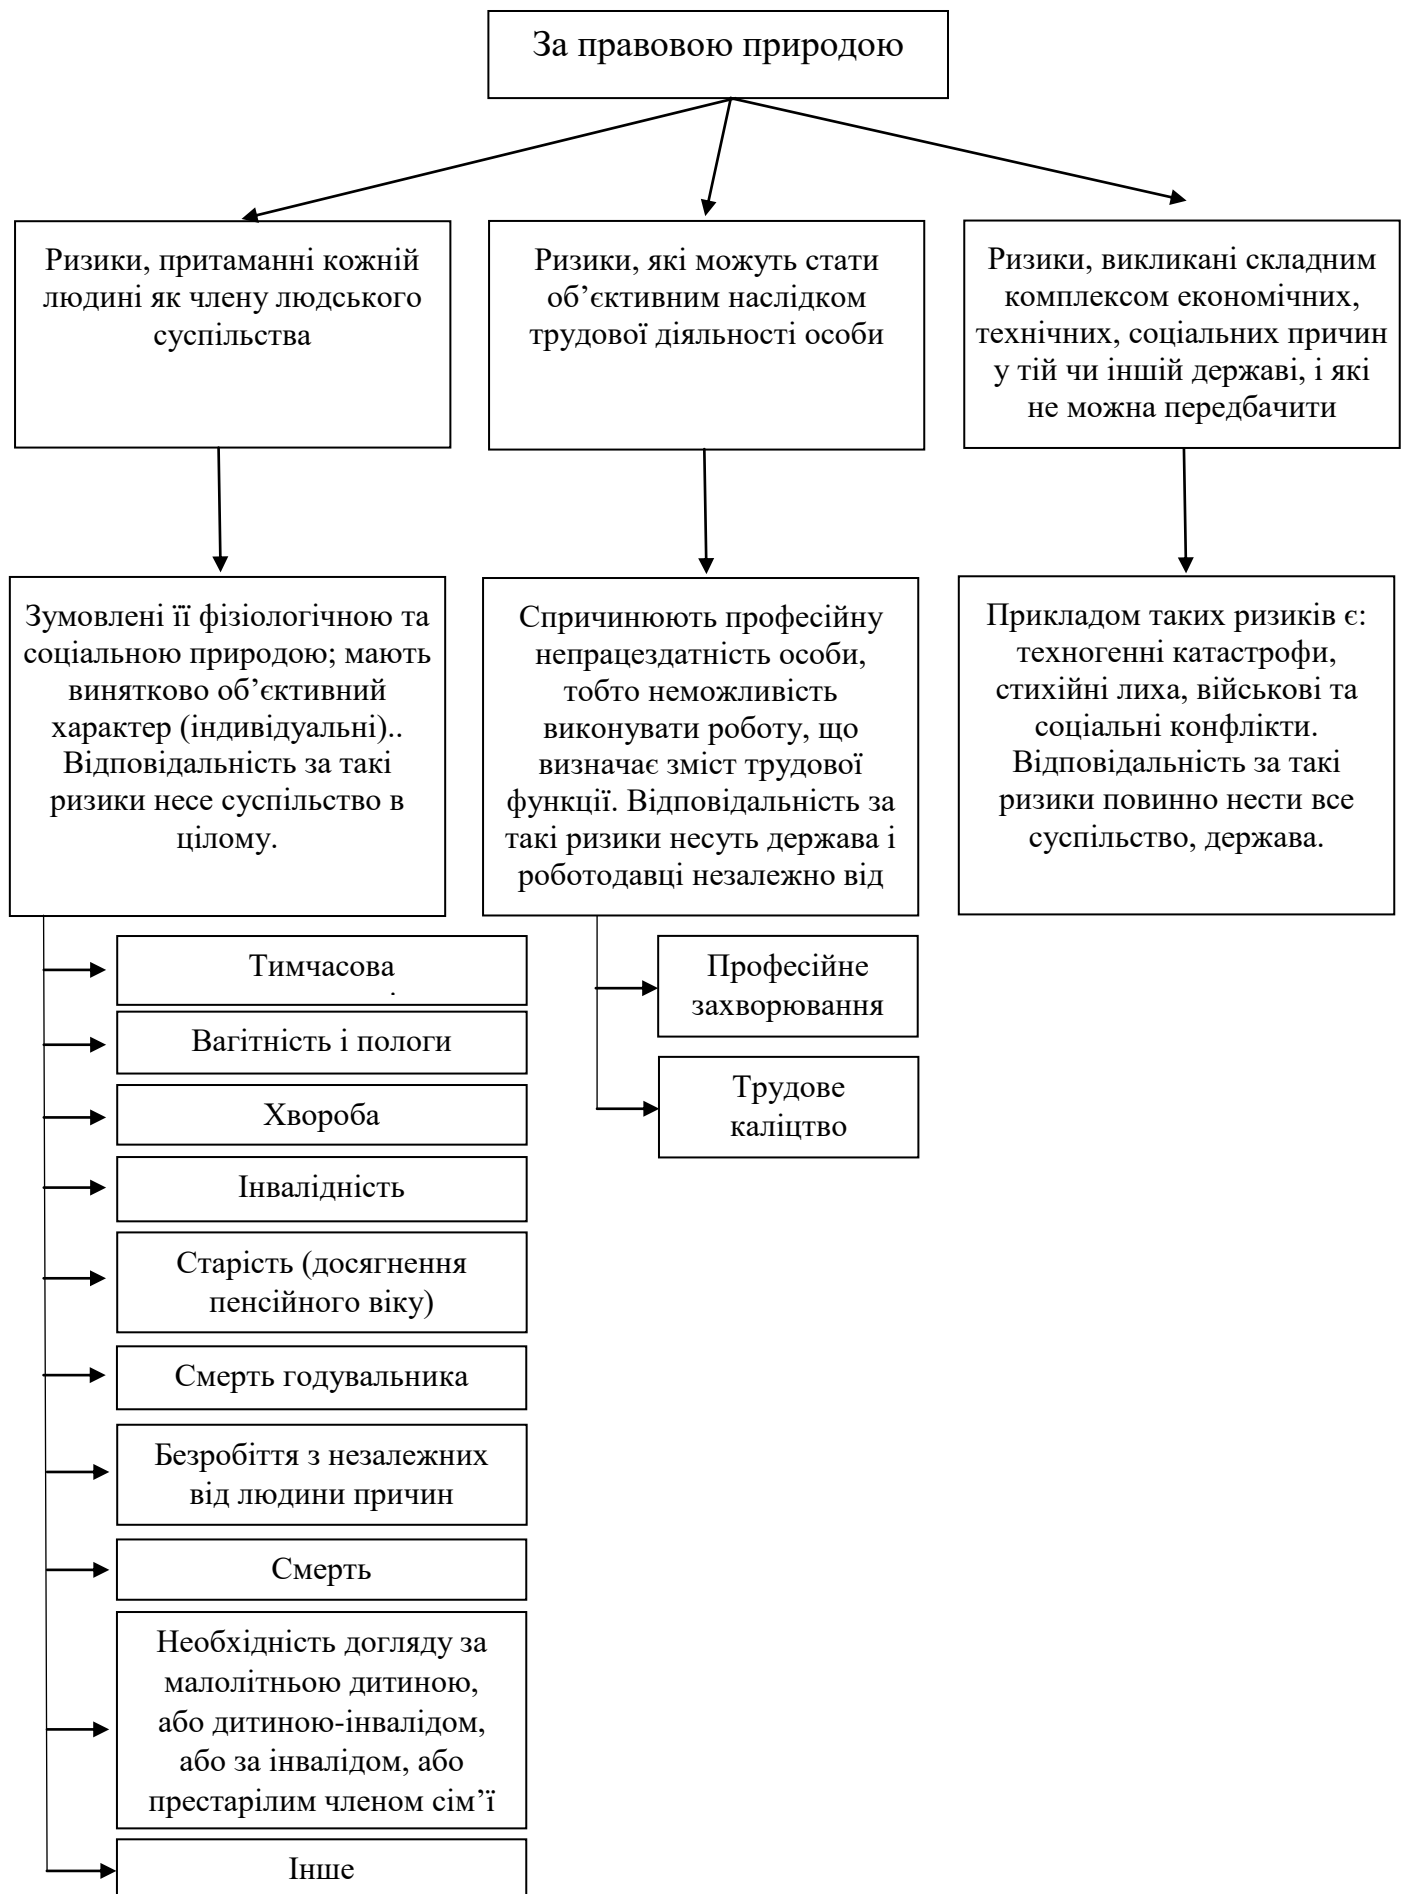 За правовою природою
Ризики, притаманні кожній
людині як члену людського
суспільства
Ризики, які можуть стати
об’єктивним наслідком
трудової діяльності особи
Ризики, викликані складним
комплексом економічних,
технічних, соціальних причин
у тій чи іншій державі, і які
не можна передбачити
Зумовлені її фізіологічною та
соціальною природою; мають
винятково об’єктивний
характер (індивідуальні)..
Відповідальність за такі
ризики несе суспільство в
цілому.
Спричинюють професійну
непрацездатність особи,
тобто неможливість
виконувати роботу, що
визначає зміст трудової
функції. Відповідальність за
такі ризики несуть держава і
роботодавці незалежно від
Прикладом таких ризиків є:
техногенні катастрофи,
стихійні лиха, військові та
соціальні конфлікти.
Відповідальність за такі
ризики повинно нести все
суспільство, держава.
Тимчасова
Вагітність і пологи
Хвороба
Інвалідність
Старість (досягнення
пенсійного віку)
Смерть годувальника
Безробіття з незалежних
від людини причин
Смерть
Необхідність догляду за
малолітньою дитиною,
або дитиною-інвалідом,
або за інвалідом, або
престарілим членом сім’ї
Інше
Професійне
захворювання
Трудове
каліцтво